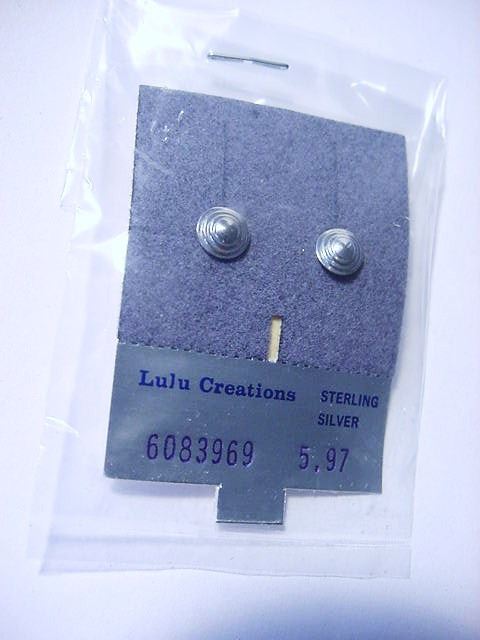 Lulu Creations STERLING
SILVER
6083969 5.97